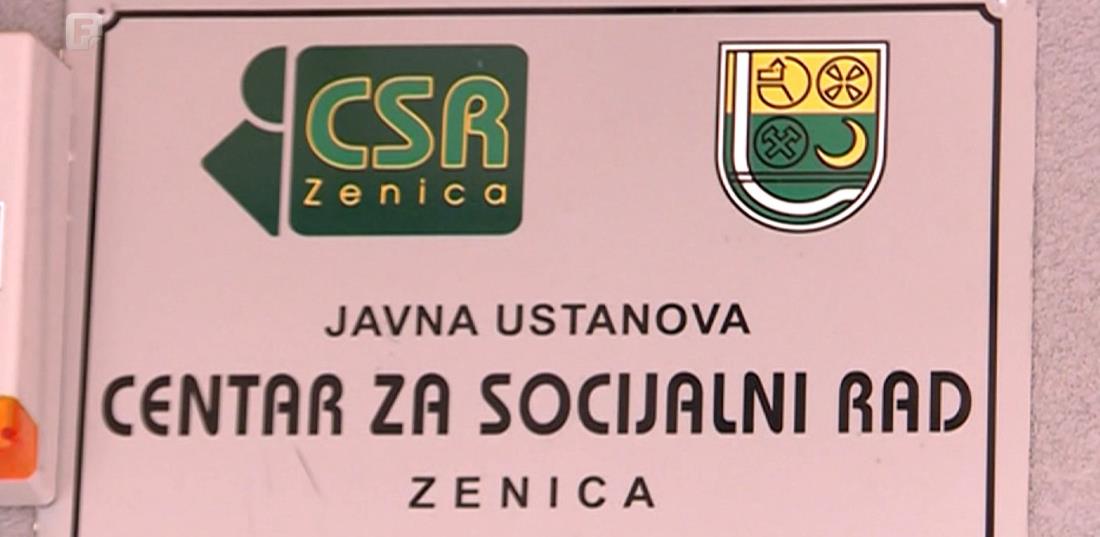 F
CSR
Zenica
JAVNA USTANOVA
CENTAR ZA SOCIJALNI RAD
ZENICA